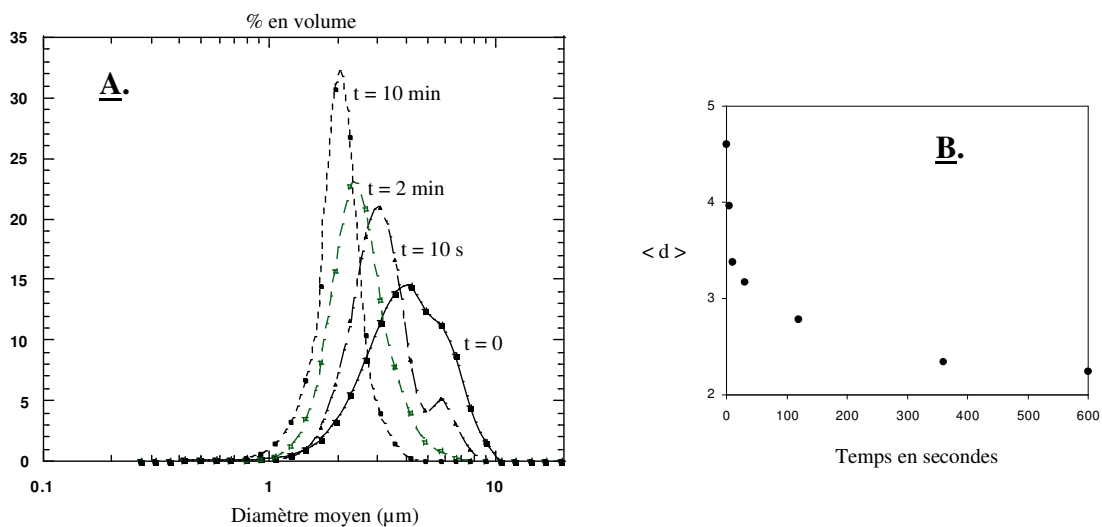 % en volume
35
30
25
20
15
10
5
0
A.
t = 10 min
t = 2 min
t = 10 s
t = 0
0.1
1
10
Diamètre moyen (µm)
5
4
3
2
B.
< d >
0
100
200
300
400
500
600
Temps en secondes